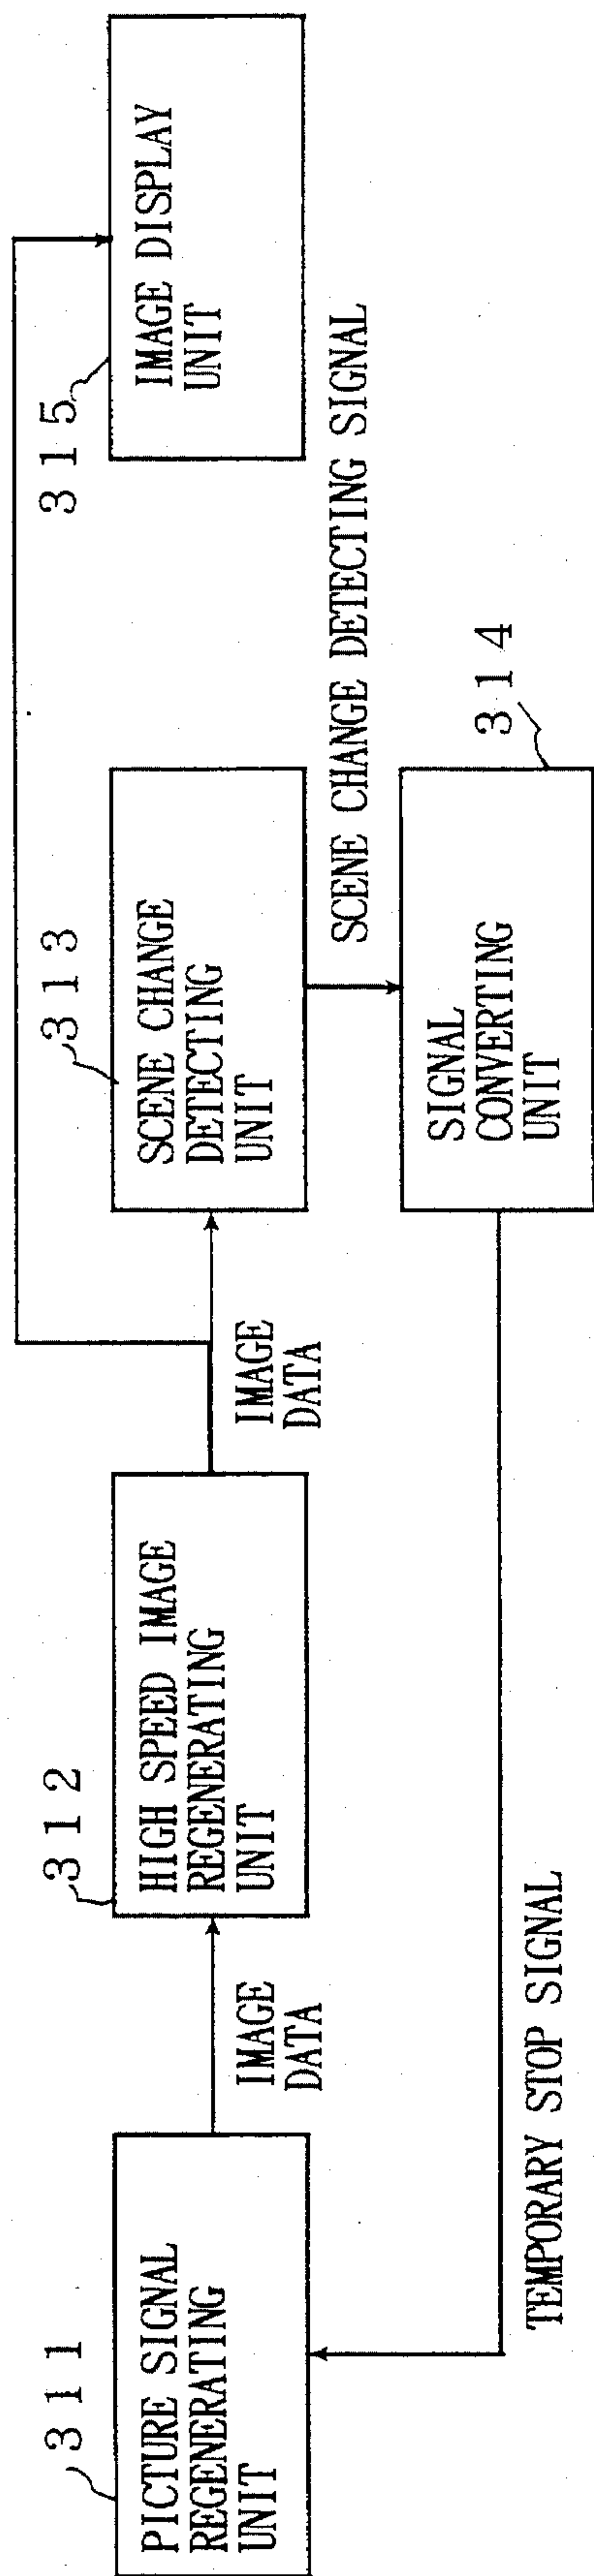 311
PICTURE SIGNAL
REGENERATING
UNIT
IMAGE
DATA
312
HIGH SPEED IMAGE
REGENERATING
UNIT
IMAGE
DATA
313
SCENE CHANGE
DETECTING
UNIT
315
IMAGE DISPLAY
UNIT
SCENE CHANGE DETECTING SIGNAL
SIGNAL
CONVERTING
UNIT
314
TEMPORARY STOP SIGNAL